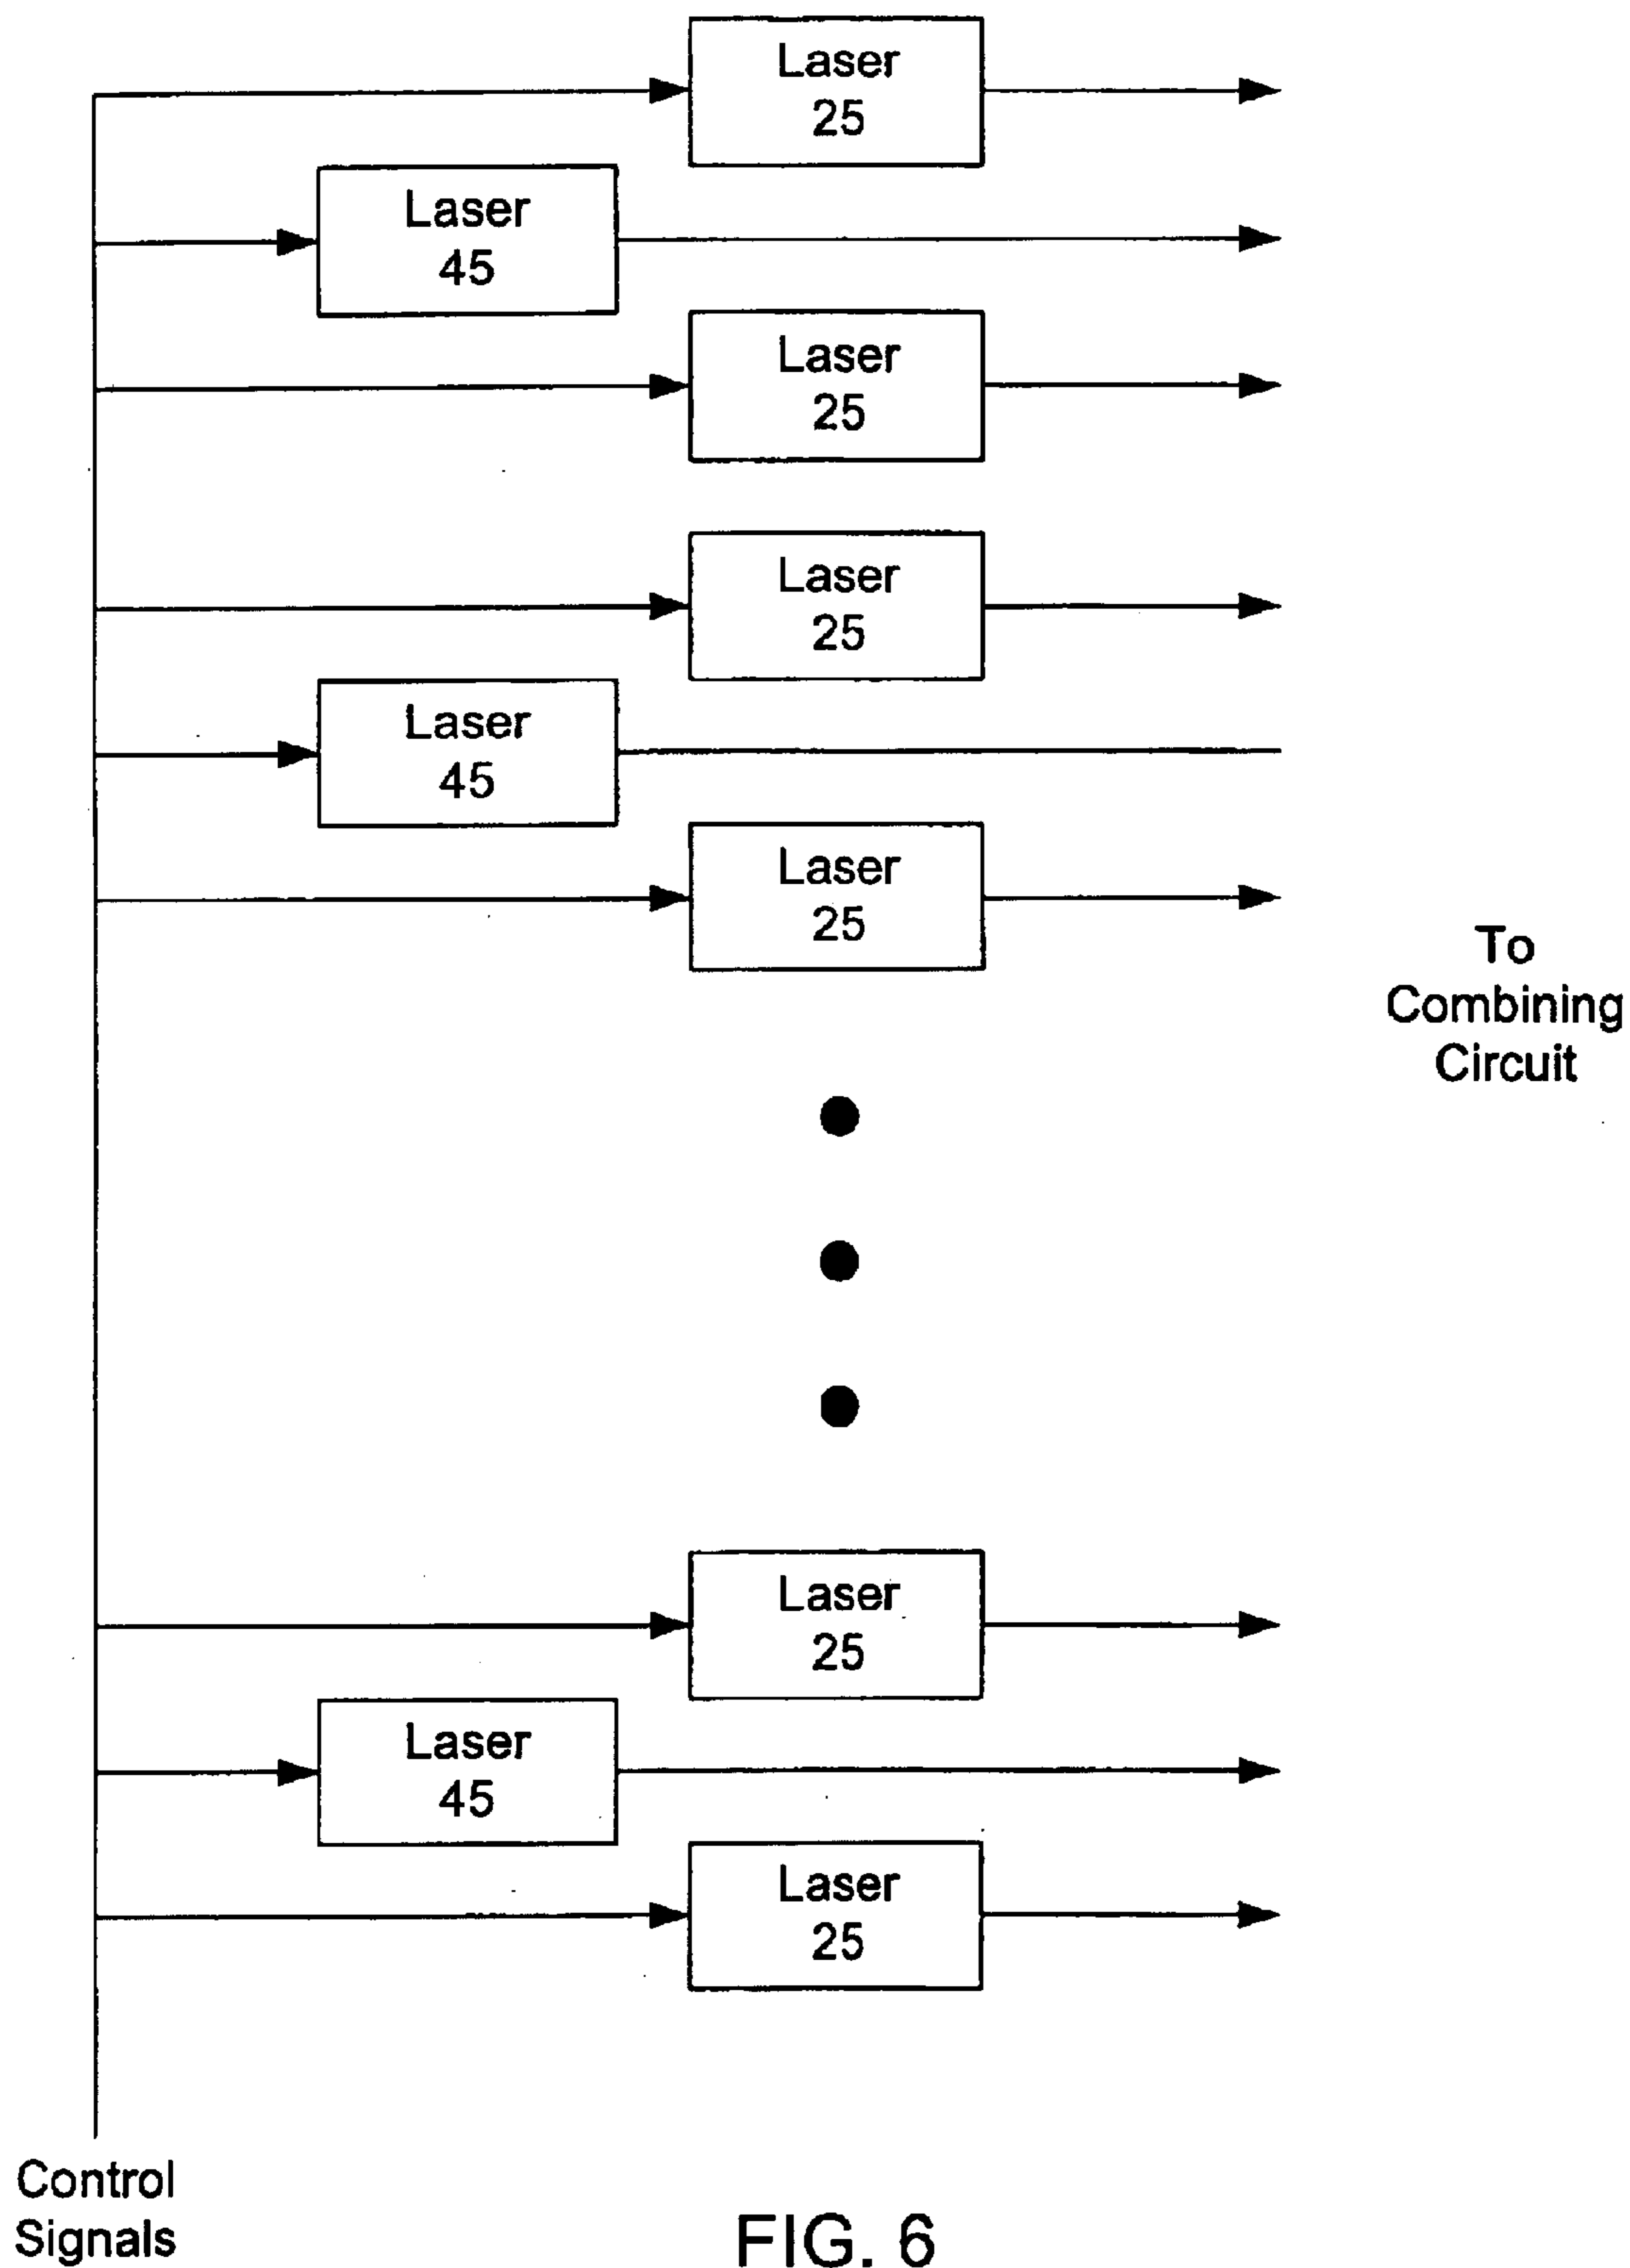 Laser
25
Laser
45
Laser
25
Laser
25
Laser
45
Laser
25
To
Combining
Circuit
Laser
25
Laser
45
Laser
25
Control
Signals
FIG. 6